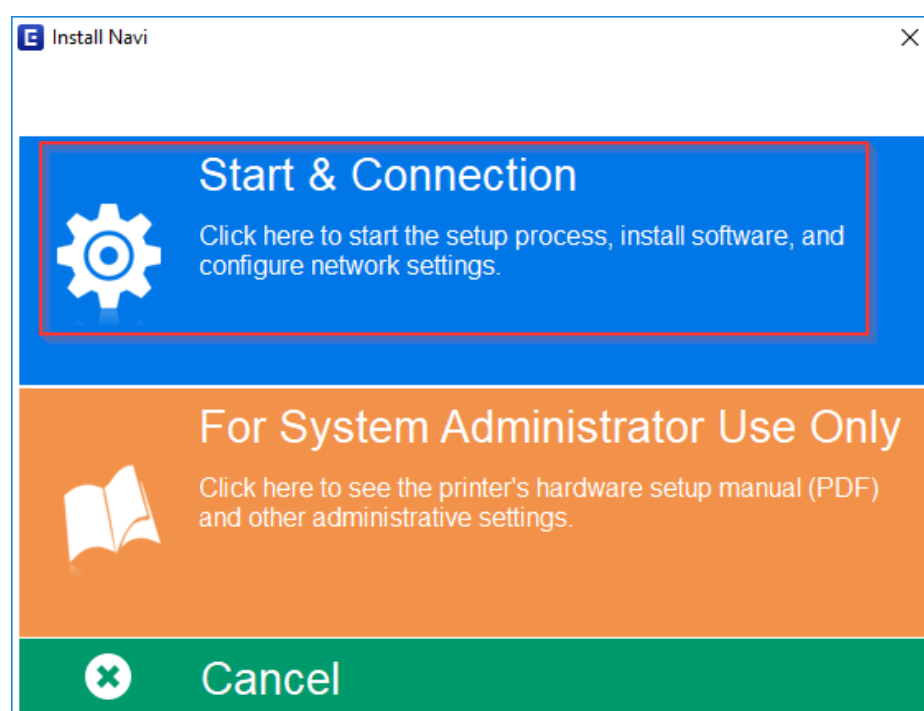 Install Navi
Start & Connection
Click here to start the setup process, install software, and
configure network settings.
For System Administrator Use Only
Click here to see the printer's hardware setup manual (PDF)
and other administrative settings.
Cancel